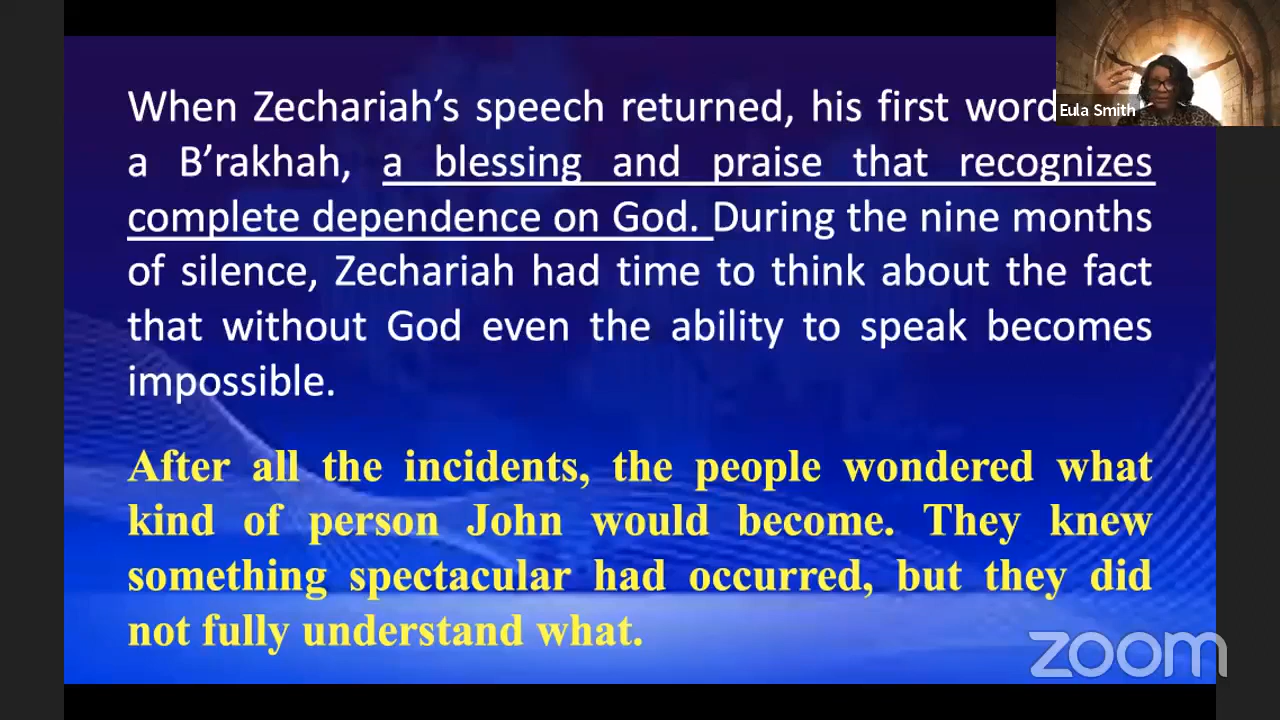 When Zechariah’s speech returned, his first word
a B’rakhah, a blessing and praise that recognizes
complete dependence on God. During the nine months
of silence, Zechariah had time to think about the fact
that without God even the ability to speak becomes
impossible.
After all the incidents, the people wondered what
kind of person John would become. They knew
something spectacular had occurred, but they did
not fully understand what.
Eula Smith
zoom